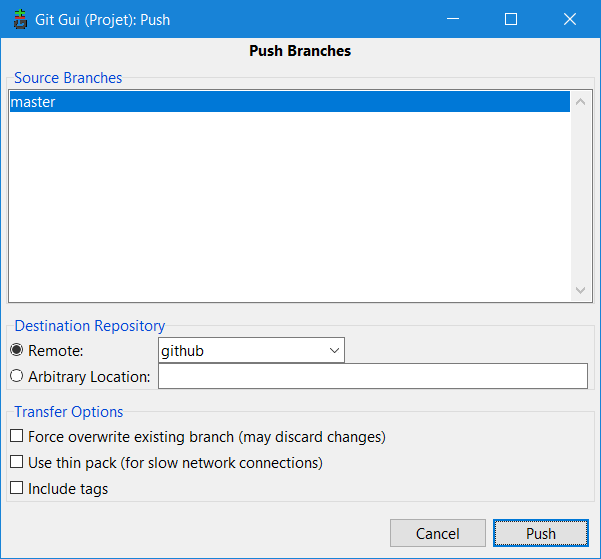 Git Gui (Projet): Push
Push Branches
Source Branches
master
Destination Repository
Remote: github
Arbitrary Location:
Transfer Options
Force overwrite existing branch (may discard changes)
Use thin pack (for slow network connections)
Include tags
Cancel Push